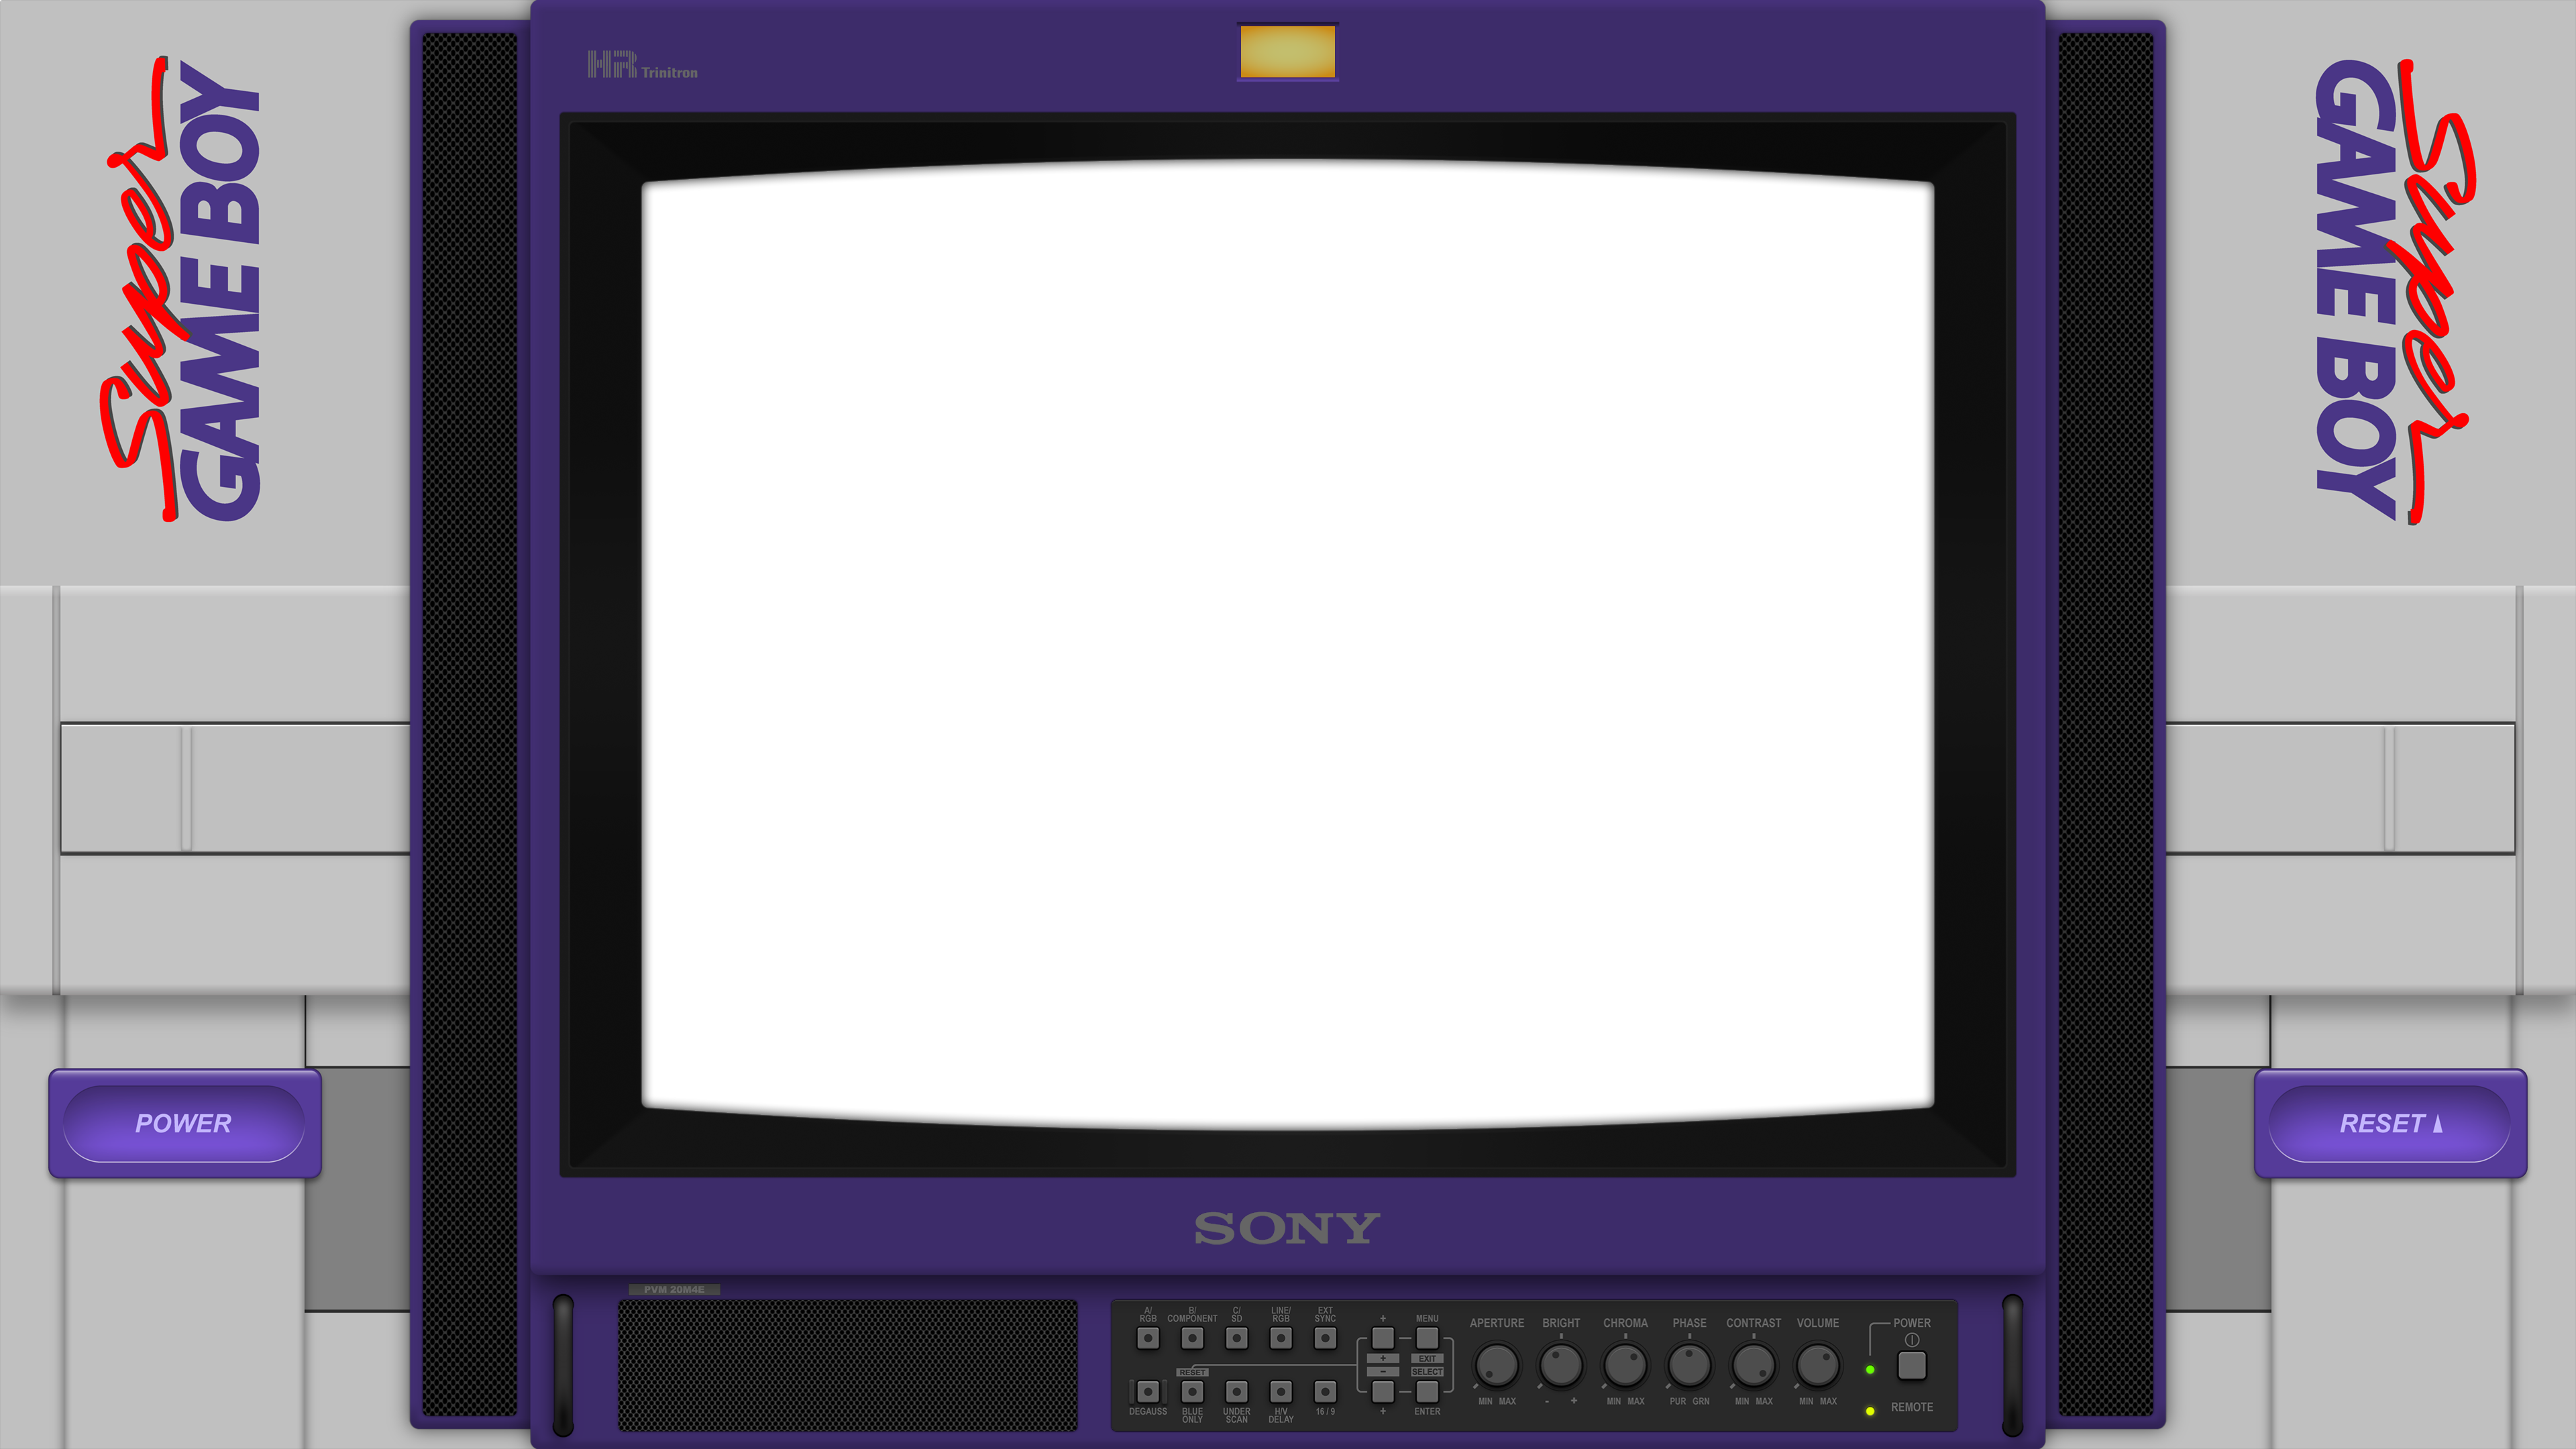 Super
GAME BOY
HR Trinitron
Super
GAME BOY
POWER
RESET
SONY
PVM 20M4E
A/
RGB
B/
COMPONENT
C/
SD
LINE/
RGB
EXT
SYNC
+
MENU
+
EXIT
RESET
-
SELECT
DEGAUSS
BLUE
ONLY
UNDER
SCAN
H/V
DELAY
16 / 9
+
ENTER
APERTURE
BRIGHT
CHROMA
PHASE
CONTRAST
VOLUME
MIN MAX
- +
MIN MAX
PUR GRN
MIN MAX
MIN MAX
POWER
REMOTE